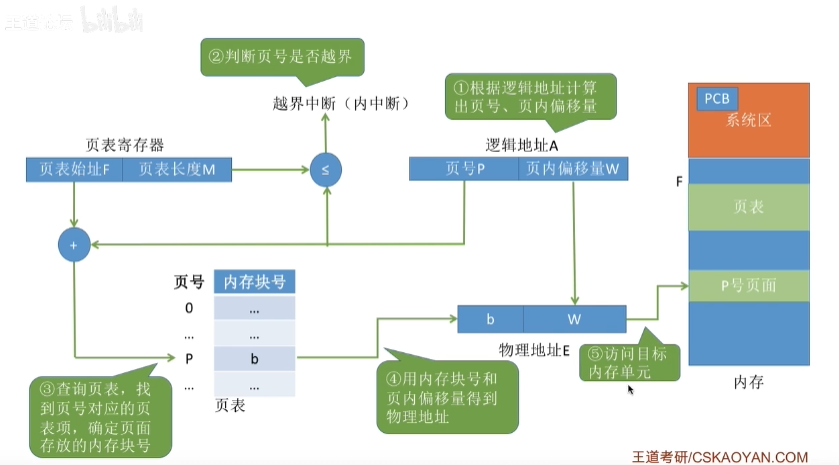 bilibili
②判断页号是否越界
越界中断（内中断）
①根据逻辑地址计算
出页号、页内偏移量
PCB
系统区
页表寄存器
逻辑地址A
页表始址F
页表长度M
≤
页号P
页内偏移量W
F
页表
+
页号
内存块号
0
...
...
...
P
b
...
...
页表
b
W
物理地址E
P号页面
内存
③查询页表，找
到页号对应的页
表项，确定页面
存放的内存块号
④用内存块号和
页内偏移量得到
物理地址
⑤访问目标
内存单元
王道考研/CSKAOYAN.COM